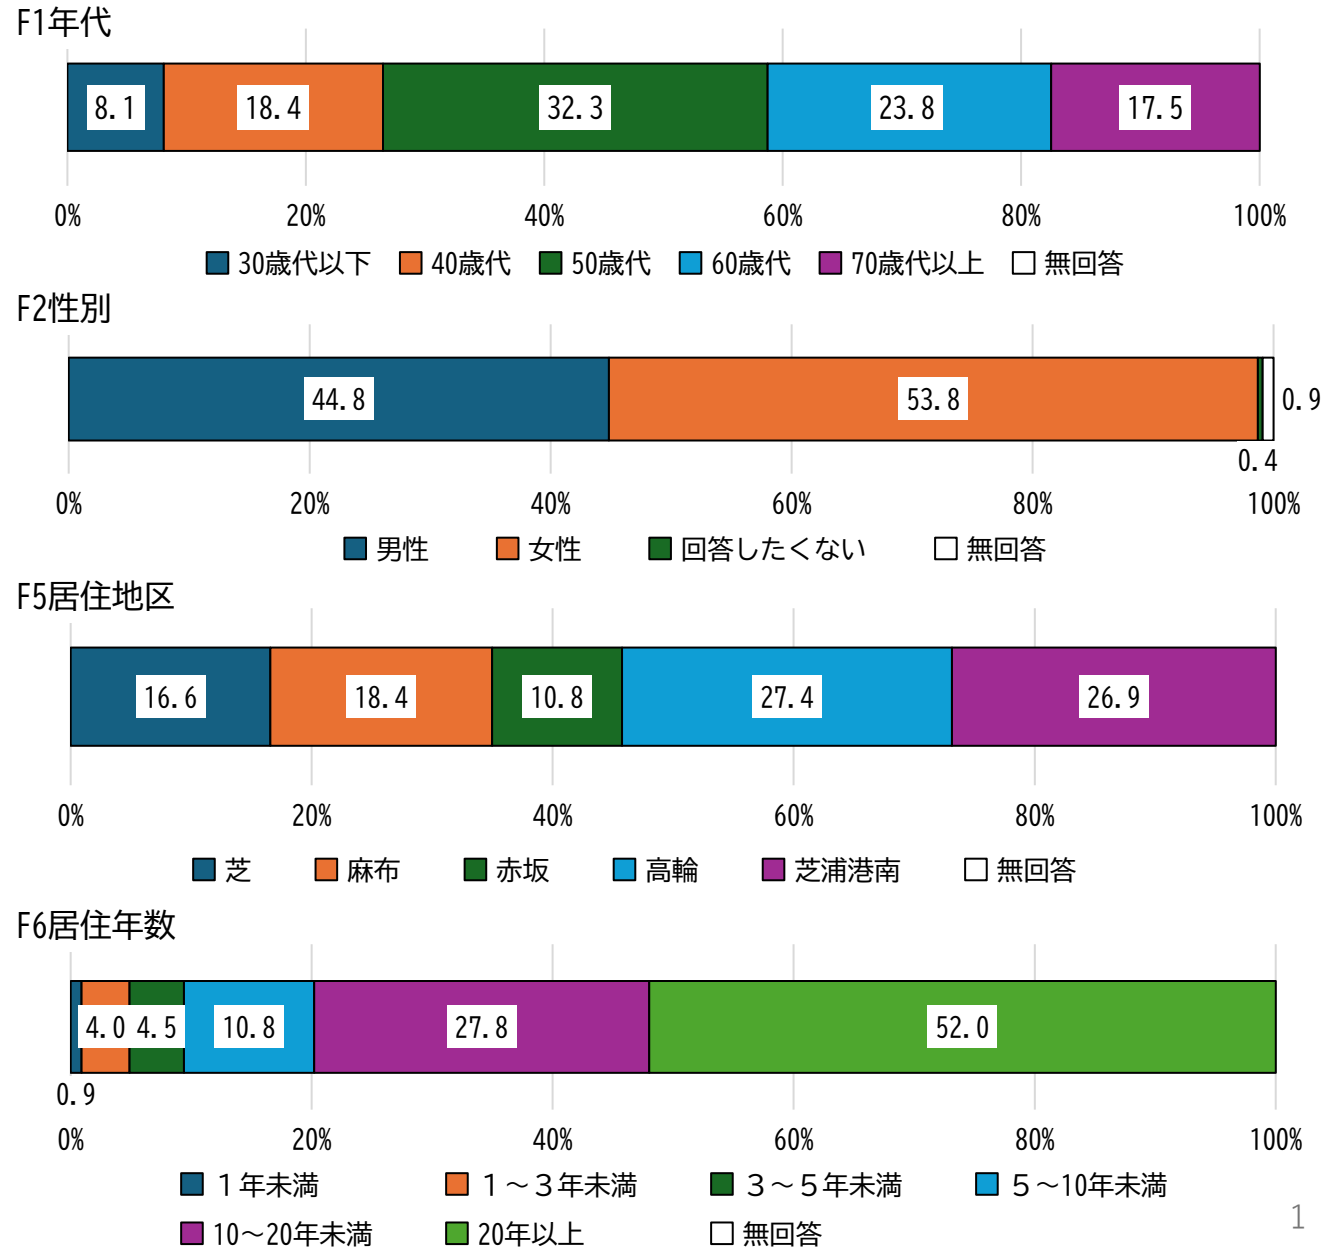 F1年代
8.1 18.4 32.3 23.8 17.5
0% 20% 40% 60% 80% 100%
30歳代以下 40歳代 50歳代 60歳代 70歳代以上 無回答
F2性別
44.8 53.8 0.9
0.4
0% 20% 40% 60% 80% 100%
男性 女性 回答したくない 無回答
F5居住地区
16.6 18.4 10.8 27.4 26.9
0% 20% 40% 60% 80% 100%
芝 麻布 赤坂 高輪 芝浦港南 無回答
F6居住年数
4.0 4.5 10.8 27.8 52.0
0.9
0% 20% 40% 60% 80% 100%
１年未満 １～３年未満 ３～５年未満 ５～10年未満
10～20年未満 20年以上 無回答
1